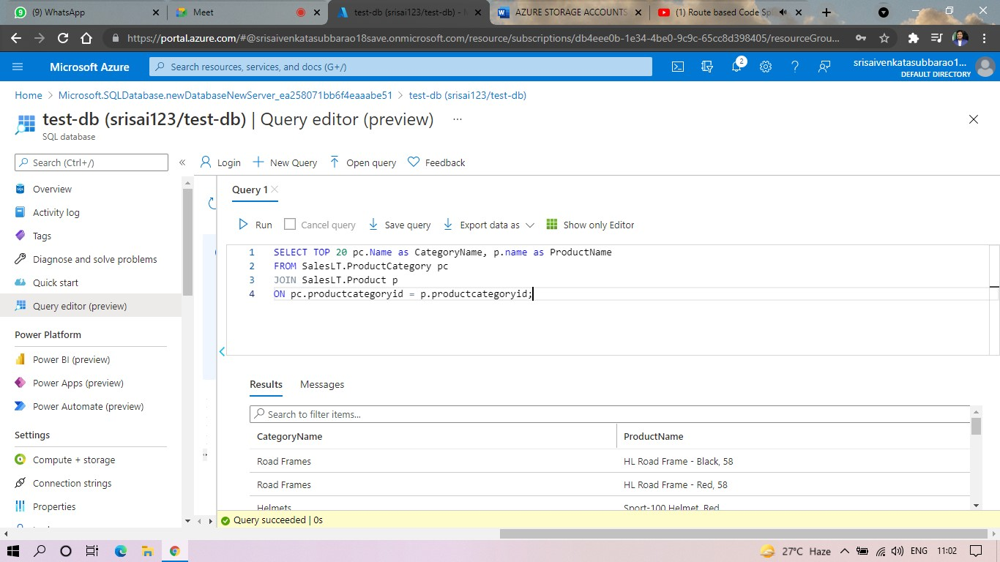 (9) WhatsApp
Meet
test-db (srisai123/test-db) -
AZURE STORAGE ACCOUNTS
(1) Route based Code
https://portal.azure.com/#@srisaivenkatasubbarao18save.onmicrosoft.com/resource/subscriptions/db4eee0b-1e34-4be0-9c9c-65cc8d398405/resourceGrou...
Microsoft Azure
Search resources, services, and docs (G+/)
2
srisaivenkatasubbarao1...
DEFAULT DIRECTORY
Home > Microsoft.SQLDatabase.newDatabaseNewServer_ea258071bb6f4eaaabe51 > test-db (srisai123/test-db)
test-db (srisai123/test-db) | Query editor (preview) ...
SQL database
Search (Ctrl+/)
«
Login
New Query
Open query
Feedback
Overview
Activity log
Tags
Diagnose and solve problems
Quick start
Query editor (preview)
Power Platform
Power BI (preview)
Power Apps (preview)
Power Automate (preview)
Settings
Compute + storage
Connection strings
Properties
Query 1
Run
Cancel query
Save query
Export data as
Show only Editor
1 SELECT TOP 20 pc.Name as CategoryName, p.name as ProductName
2 FROM SalesLT.ProductCategory pc
3 JOIN SalesLT.Product p
4 ON pc.productcategoryid = p.productcategoryid;
Results
Messages
Search to filter items...
CategoryName ProductName
Road Frames HL Road Frame - Black, 58
Road Frames HL Road Frame - Red, 58
Helmets Sport-100 Helmet, Red
Query succeeded | 0s
27°C Haze
ENG
11:02